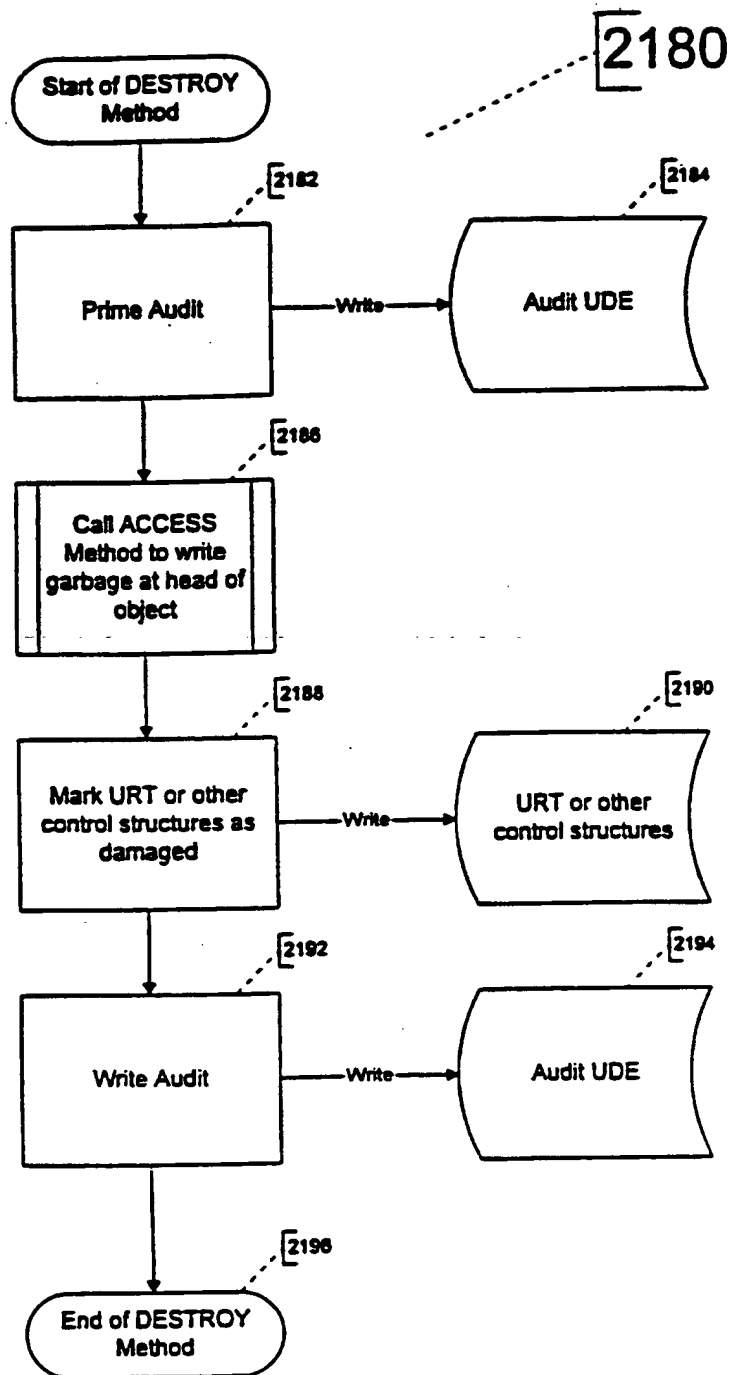 2180
Start of DESTROY
Method
2182
2184
Prime Audit
Write
Audit UDE
2186
Call ACCESS
Method to write
garbage at head of
object
2188
2190
Mark URT or other
control structures as
damaged
Write
URT or other
control structures
2192
2194
Write Audit
Write
Audit UDE
2196
End of DESTROY
Method